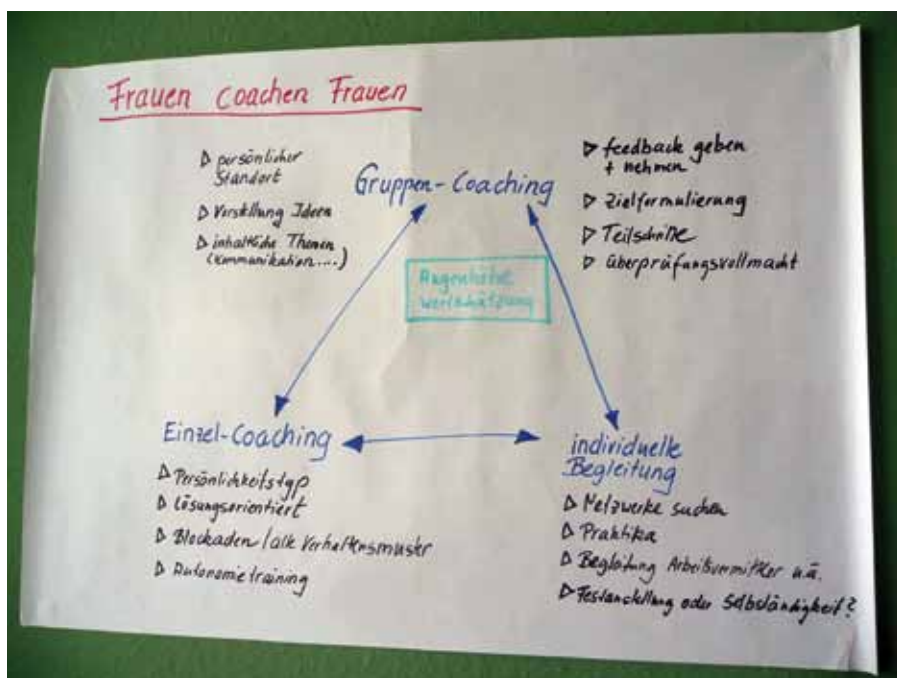 Frauen coachen Frauen
▷ persönlicher
Standort
▷ Vorstellung Ideen
▷ inhaltliche Themen
(Kommunikation....)
Gruppen-Coaching
▷ feedback geben
+ nehmen
▷ Zielformulierung
▷ Teilschritte
▷ überprüfungsvollmacht
Augenhöhe
Wertschätzung
Einzel-Coaching
▷ Persönlichkeitstyp
▷ Lösungsorientiert
▷ Blockaden / alte Verhaltensmuster
▷ Autonomietraining
individuelle
Begleitung
▷ Netzwerke suchen
▷ Praktika
▷ Begleitung Arbeitsvermittler u.ä.
▷ Festanstellung oder Selbständigkeit?